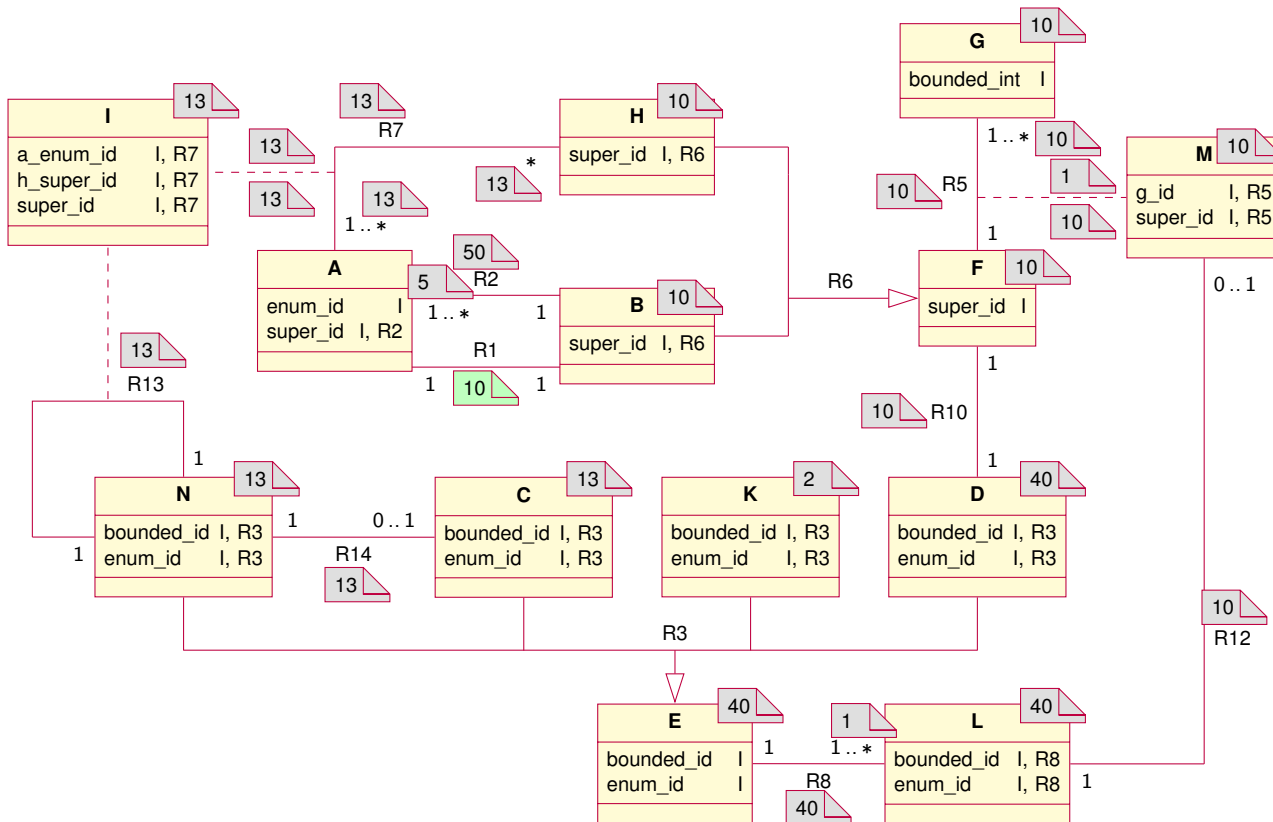 G
10
bounded_int I
I
13
a_enum_id I, R7
h_super_id I, R7
super_id I, R7
13
R7
13
13
13
*
13
1 .. *
H
10
super_id I, R6
1 .. *
10
R5
10
1
10
1
M
10
g_id I, R5
super_id I, R5
0 .. 1
A
5
enum_id I
super_id I, R2
50
R2
1 .. *
1
R1
1
10
1
B
10
super_id I, R6
R6
F
10
super_id I
1
10
R10
1
13
R13
1
1
N
13
bounded_id I, R3
enum_id I, R3
1
0 .. 1
R14
13
C
13
bounded_id I, R3
enum_id I, R3
K
2
bounded_id I, R3
enum_id I, R3
D
40
bounded_id I, R3
enum_id I, R3
10
R12
R3
E
40
bounded_id I
enum_id I
1
1
1 .. *
R8
40
L
40
bounded_id I, R8
enum_id I, R8
1